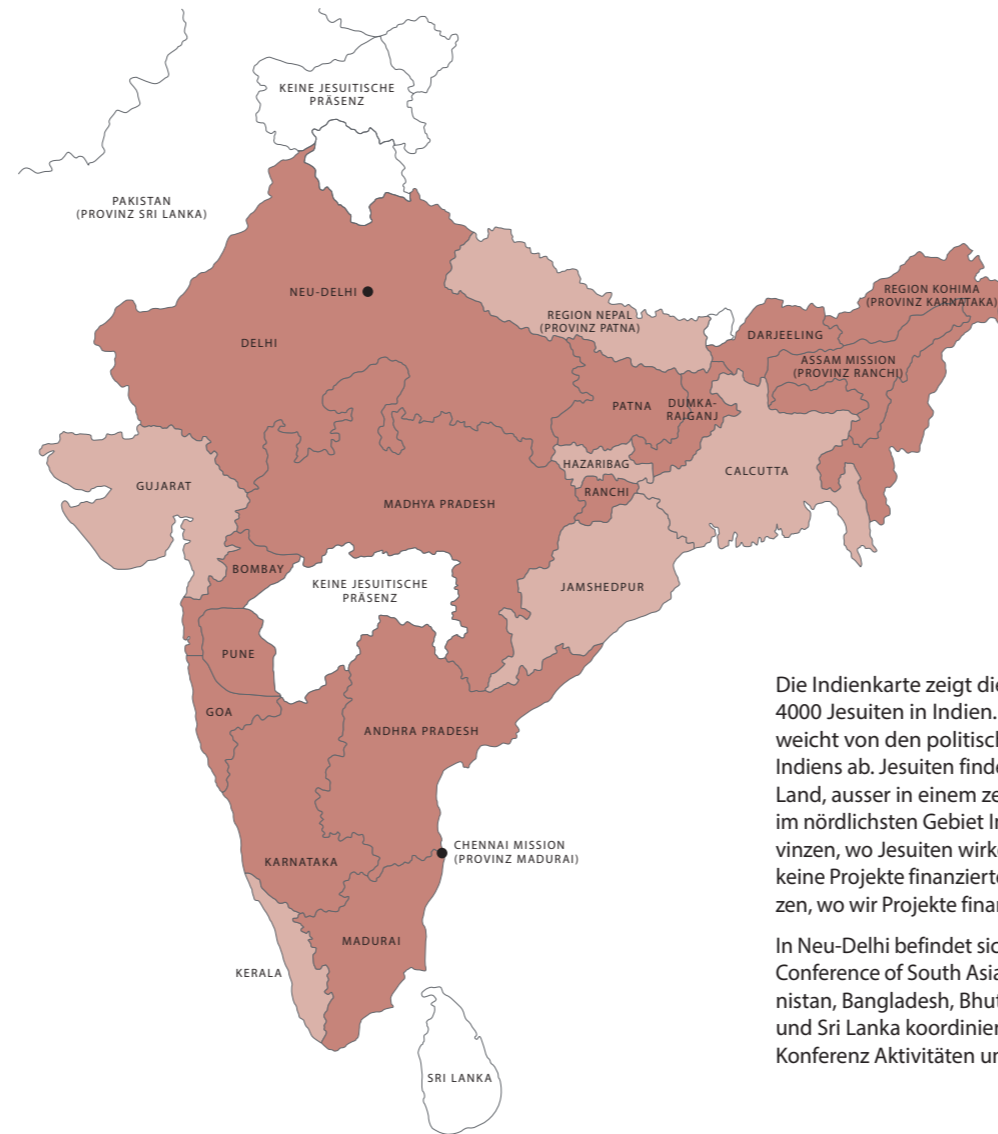 KEINE JESUITISCHE
PRÄSENZ
PAKISTAN
(PROVINZ SRI LANKA)
NEU-DELHI
DELHI
REGION NEPAL
(PROVINZ PATNA)
REGION KOHIMA
(PROVINZ KARNATAKA)
DARJEELING
ASSAM MISSION
(PROVINZ RANCHI)
PATNA
DUMKA-
RAIGANJ
HAZARIBAG
CALCUTTA
GUJARAT
RANCHI
MADHYA PRADESH
BOMBAY
KEINE JESUITISCHE
PRÄSENZ
JAMSHEDPUR
PUNE
GOA
ANDHRA PRADESH
KARNATAKA
CHENNAI MISSION
(PROVINZ MADURAI)
MADURAI
KERALA
SRI LANKA
Die Indienkarte zeigt die
4000 Jesuiten in Indien.
weicht von den politisch
Indiens ab. Jesuiten finde
Land, ausser in einem ze
im nördlichsten Gebiet In
vinzen, wo Jesuiten wirke
keine Projekte finanzierte
zen, wo wir Projekte finan
In Neu-Delhi befindet sic
Conference of South Asia
nistan, Bangladesh, Bhut
und Sri Lanka koordinier
Konferenz Aktivitäten un